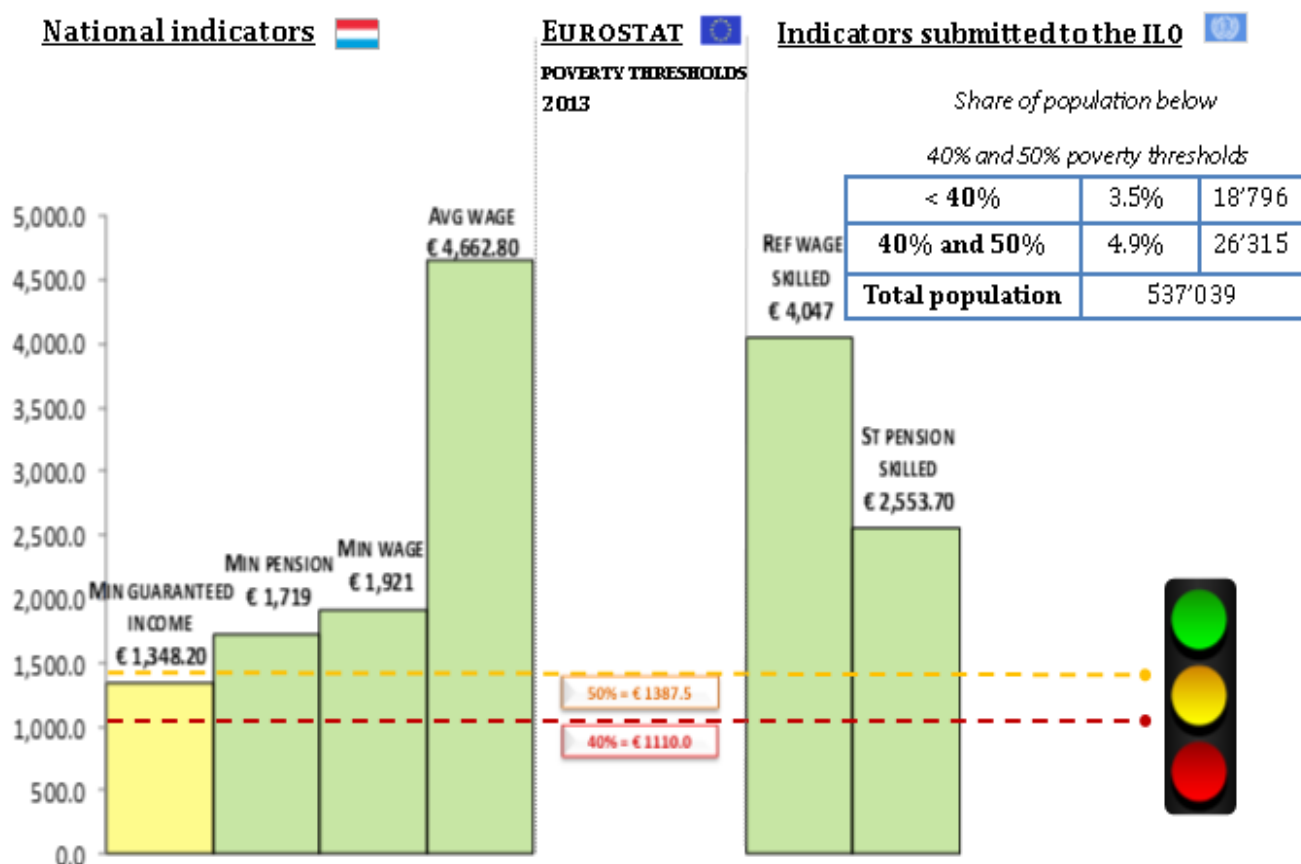 National indicators
EUROSTAT
POVERTY THRESHOLDS
2013
Indicators submitted to the ILO
Share of population below
40% and 50% poverty thresholds
< 40% 3.5% 18’796
40% and 50% 4.9% 26’315
Total population 537’039
5,000.0
4,500.0
4,000.0
3,500.0
3,000.0
2,500.0
2,000.0
1,500.0
1,000.0
500.0
0.0
MIN GUARANTEED
INCOME
€ 1,348.20
MIN PENSION
€ 1,719
MIN WAGE
€ 1,921
AVG WAGE
€ 4,662.80
50% = € 1387.5
40% = € 1110.0
REF WAGE
SKILLED
€ 4,047
ST PENSION
SKILLED
€ 2,553.70